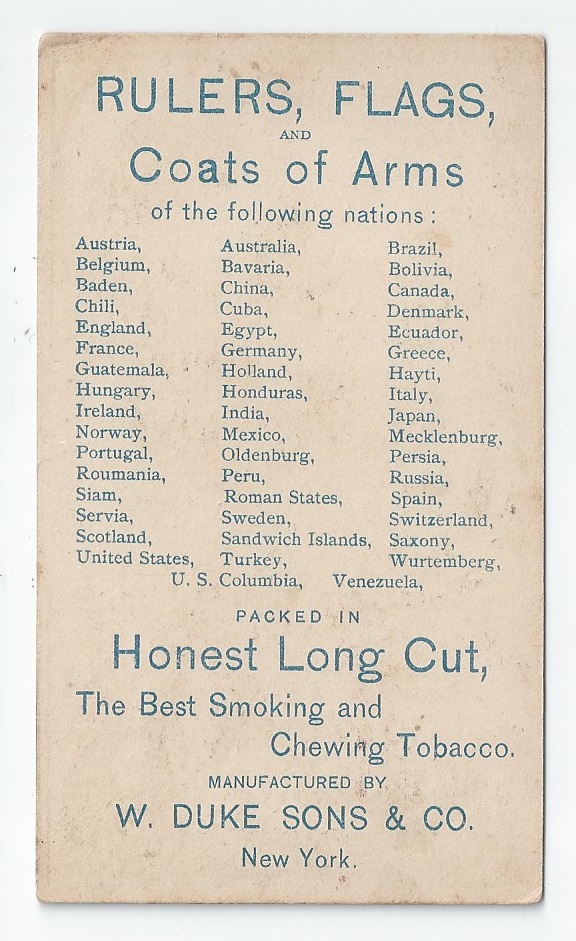 RULERS, FLAGS,
AND
Coats of Arms
of the following nations :
Austria, Australia, Brazil,
Belgium, Bavaria, Bolivia,
Baden, China, Canada,
Chili, Cuba, Denmark,
England, Egypt, Ecuador,
France, Germany, Greece,
Guatemala, Holland, Hayti,
Hungary, Honduras, Italy,
Ireland, India, Japan,
Norway, Mexico, Mecklenburg,
Portugal, Oldenburg, Persia,
Roumania, Peru, Russia,
Siam, Roman States, Spain,
Servia, Sweden, Switzerland,
Scotland, Sandwich Islands, Saxony,
United States, Turkey, Wurtemberg,
U. S. Columbia, Venezuela,
PACKED IN
Honest Long Cut,
The Best Smoking and
Chewing Tobacco.
MANUFACTURED BY
W. DUKE SONS & CO.
New York.